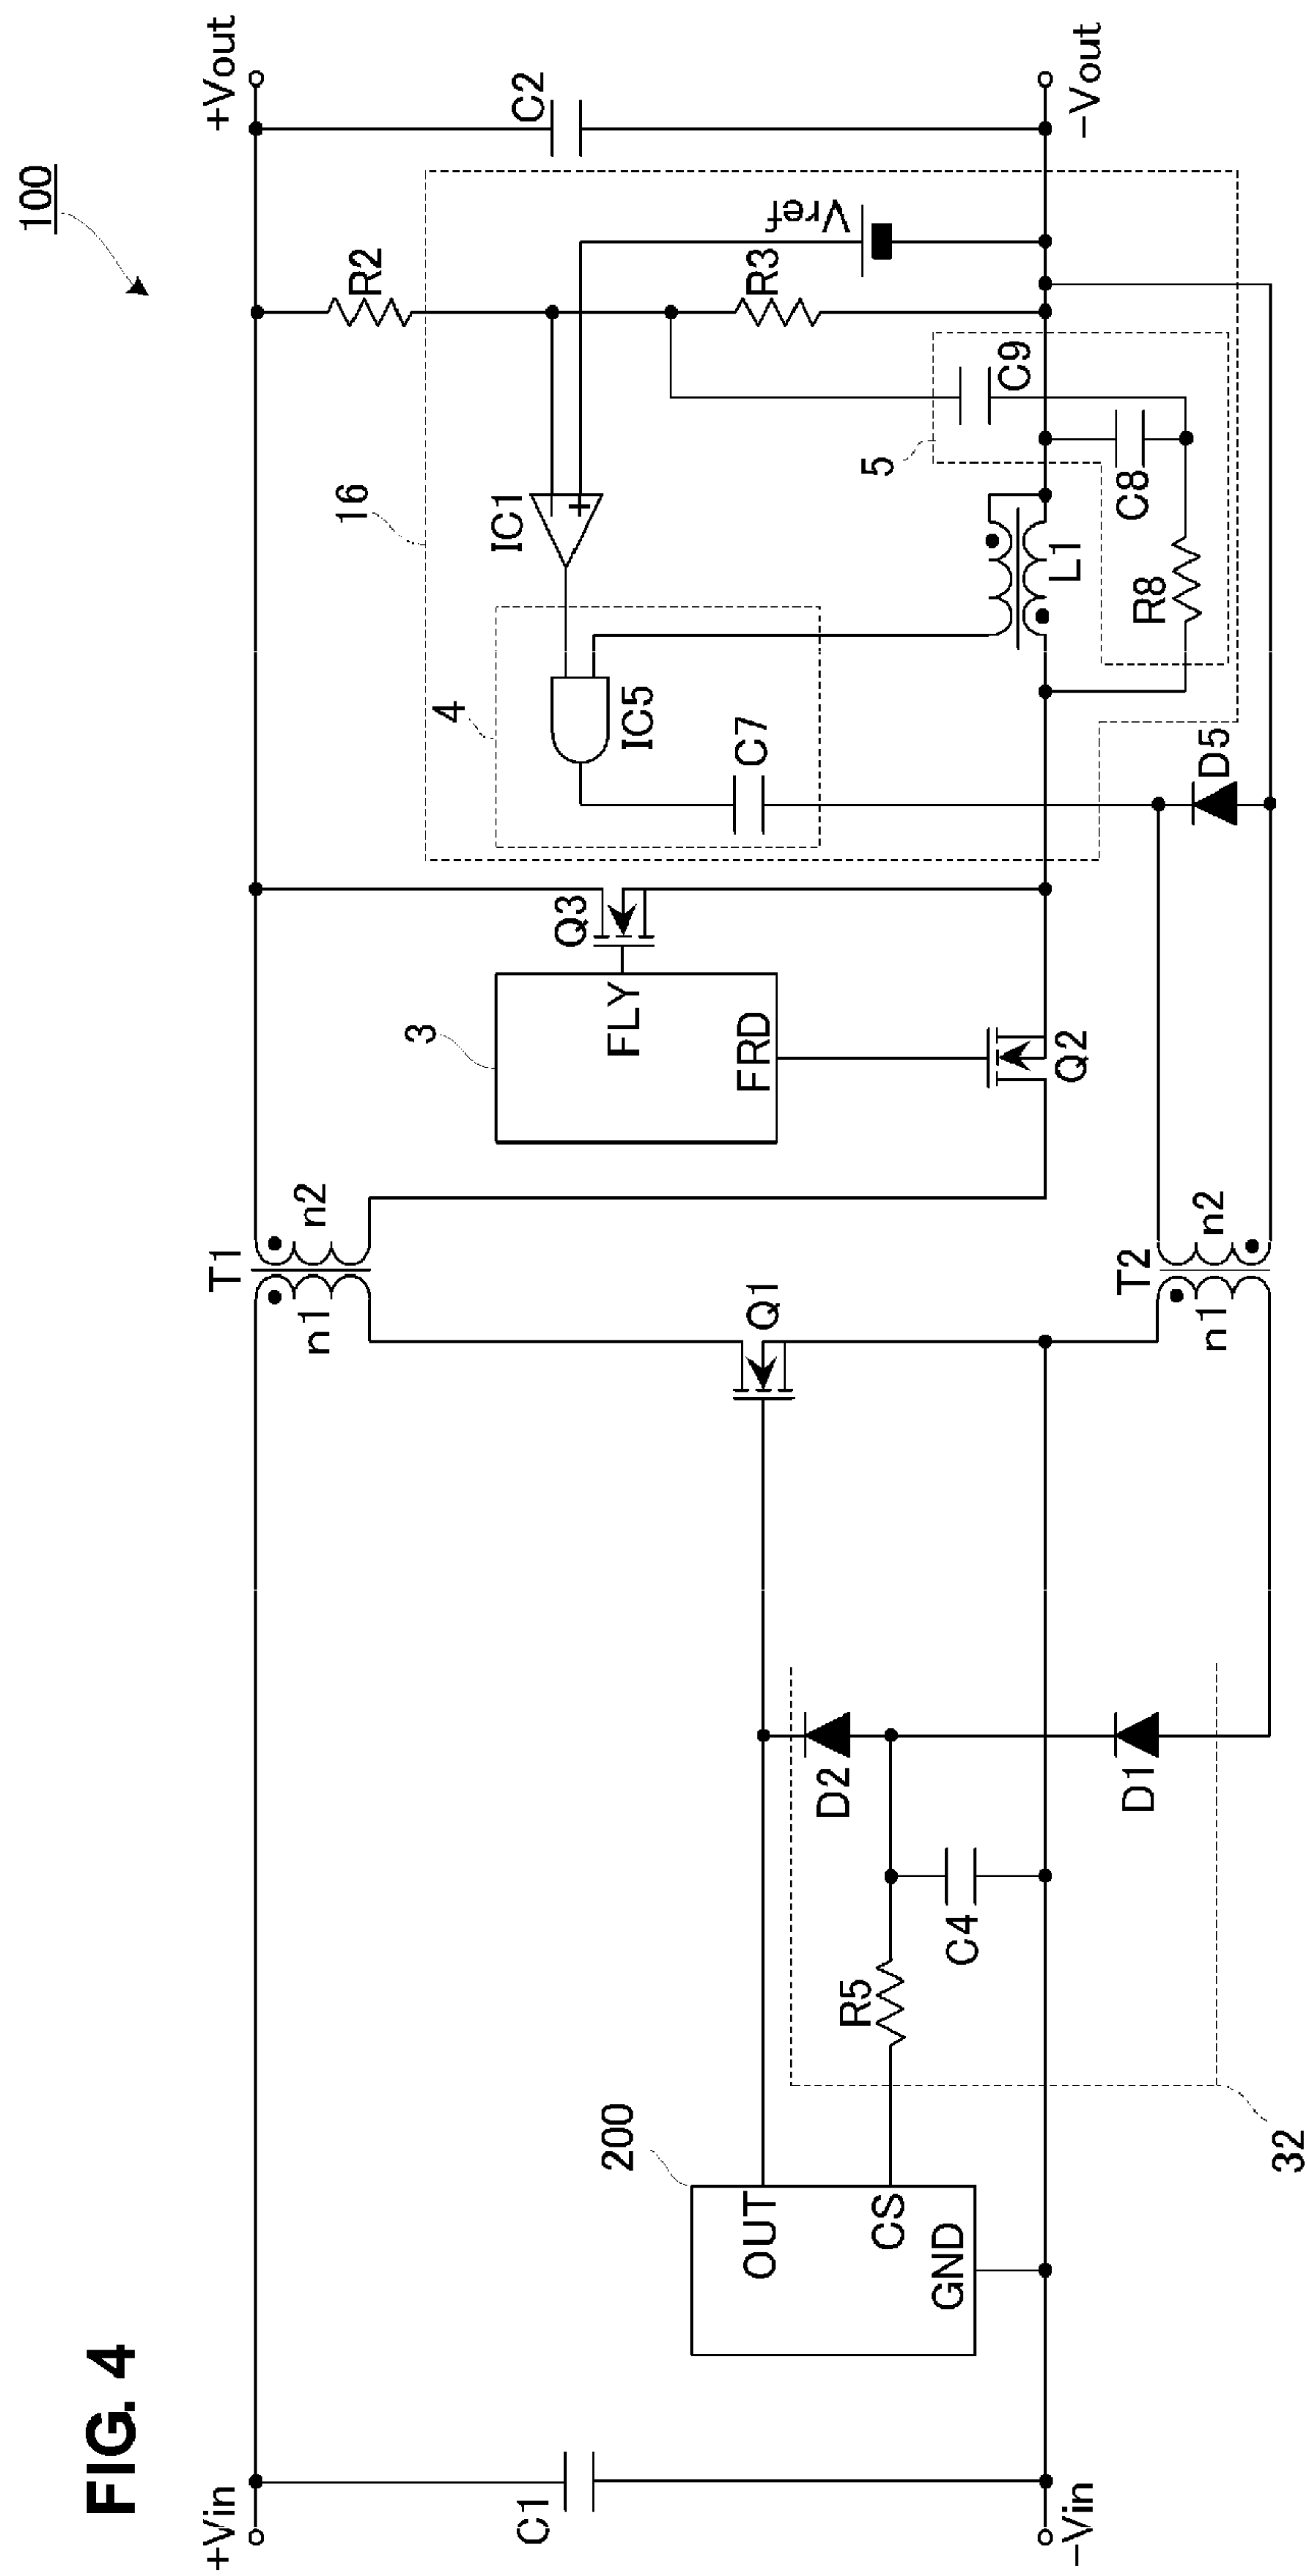 FIG. 4
100
+Vin
C1
−Vin
200
OUT
CS
GND
R5
C4
D2
D1
32
Q1
T1
n1
n2
T2
n1
n2
3
FLY
FRD
Q3
Q2
16
4
IC5
C7
IC1
L1
5
C9
C8
R8
D5
R2
R3
Vref
C2
+Vout
−Vout